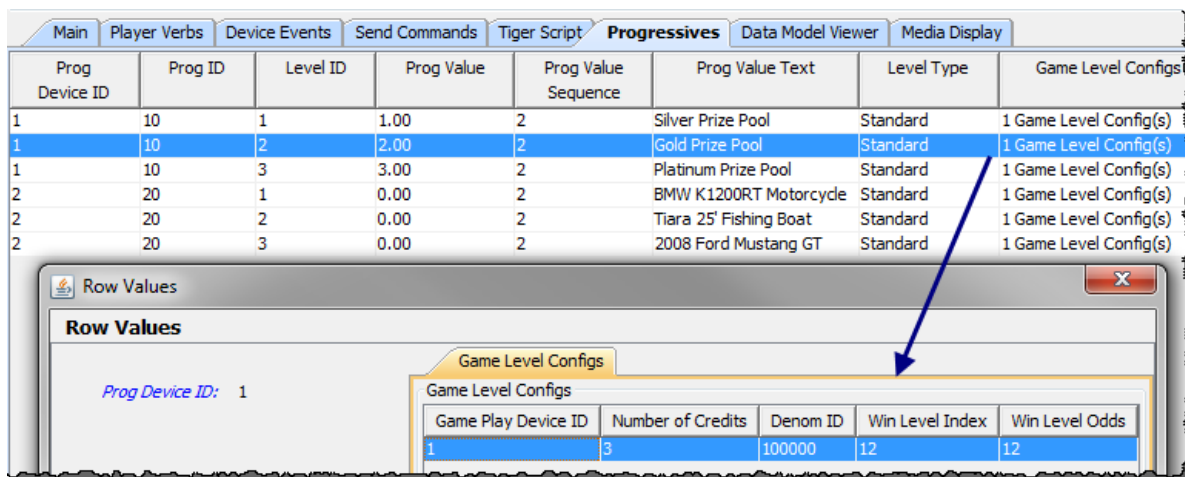 Main Player Verbs Device Events Send Commands Tiger Script Progressives Data Model Viewer Media Display
Prog Device ID Prog ID Level ID Prog Value Prog Value Sequence Prog Value Text Level Type Game Level Configs
1 10 1 1.00 2 Silver Prize Pool Standard 1 Game Level Config(s)
1 10 2 2.00 2 Gold Prize Pool Standard 1 Game Level Config(s)
1 10 3 3.00 2 Platinum Prize Pool Standard 1 Game Level Config(s)
2 20 1 0.00 2 BMW K1200RT Motorcycle Standard 1 Game Level Config(s)
2 20 2 0.00 2 Tiara 25' Fishing Boat Standard 1 Game Level Config(s)
2 20 3 0.00 2 2008 Ford Mustang GT Standard 1 Game Level Config(s)
Row Values
Row Values
Game Level Configs
Prog Device ID: 1
Game Level Configs
Game Play Device ID Number of Credits Denom ID Win Level Index Win Level Odds
1 3 100000 12 12